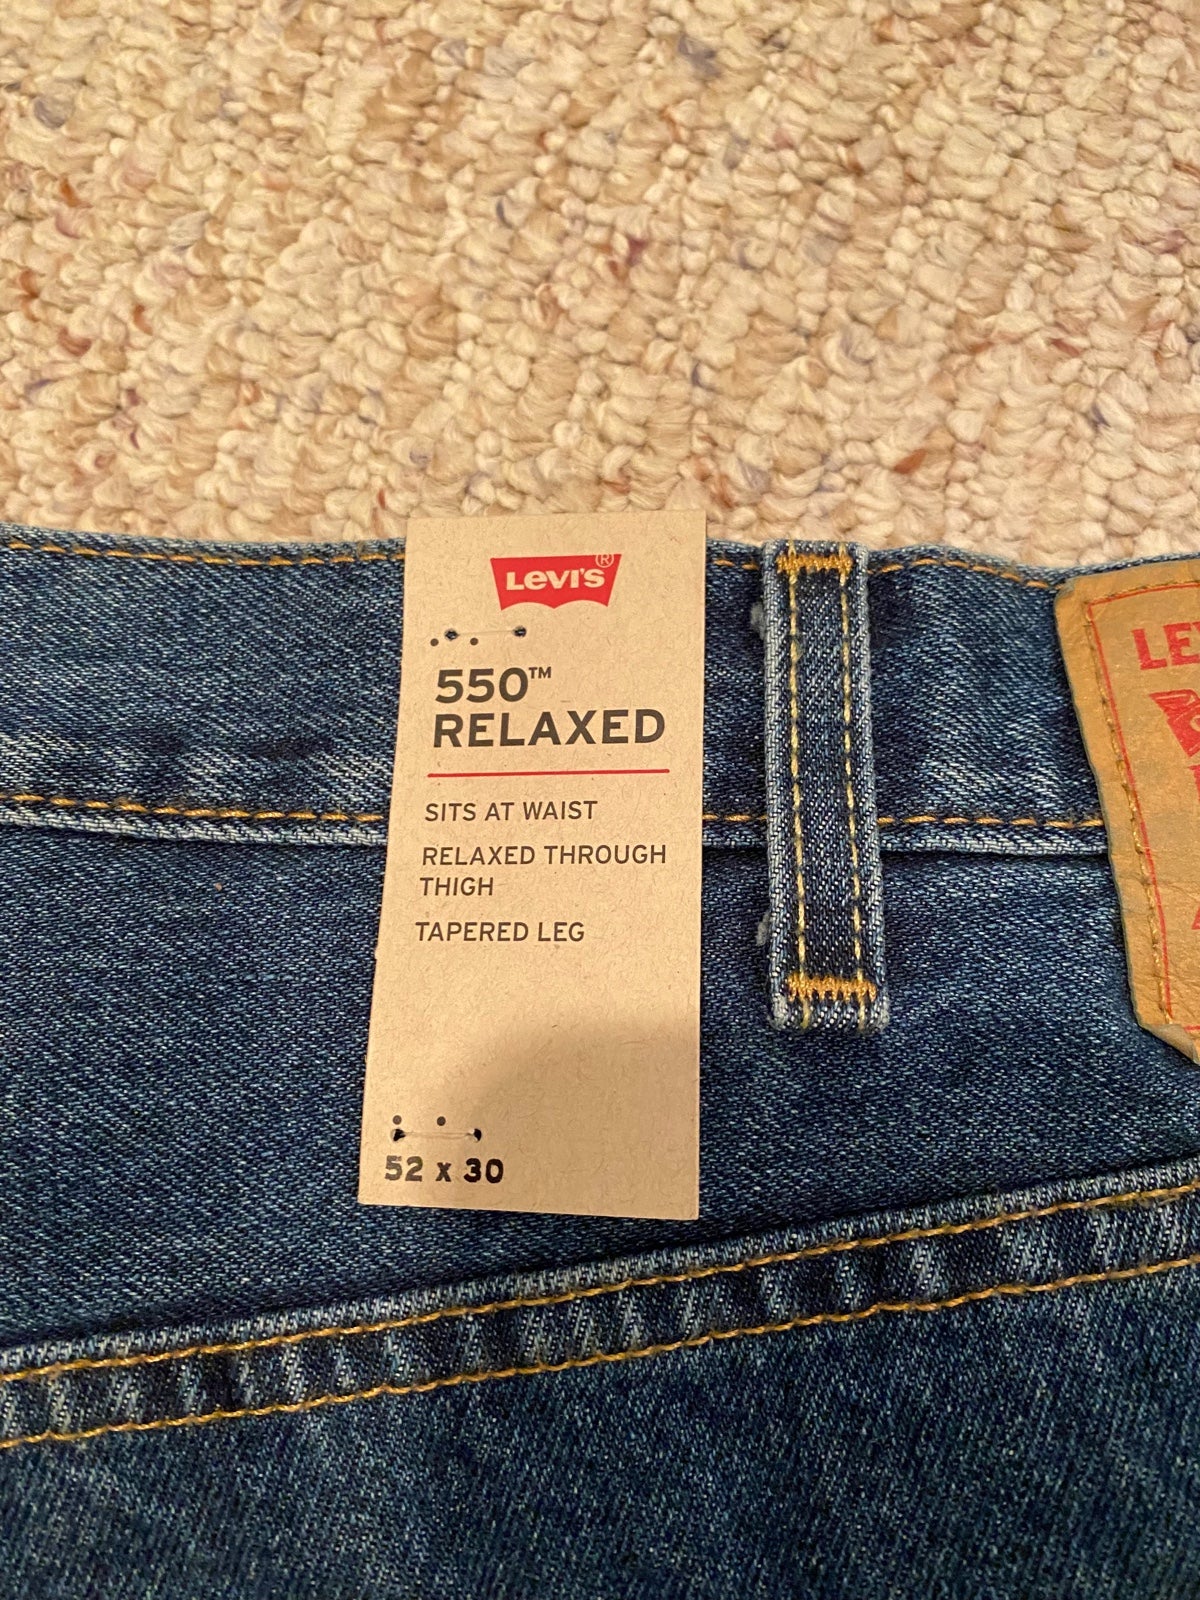 LEVI'S®
550™
RELAXED
SITS AT WAIST
RELAXED THROUGH
THIGH
TAPERED LEG
52 x 30